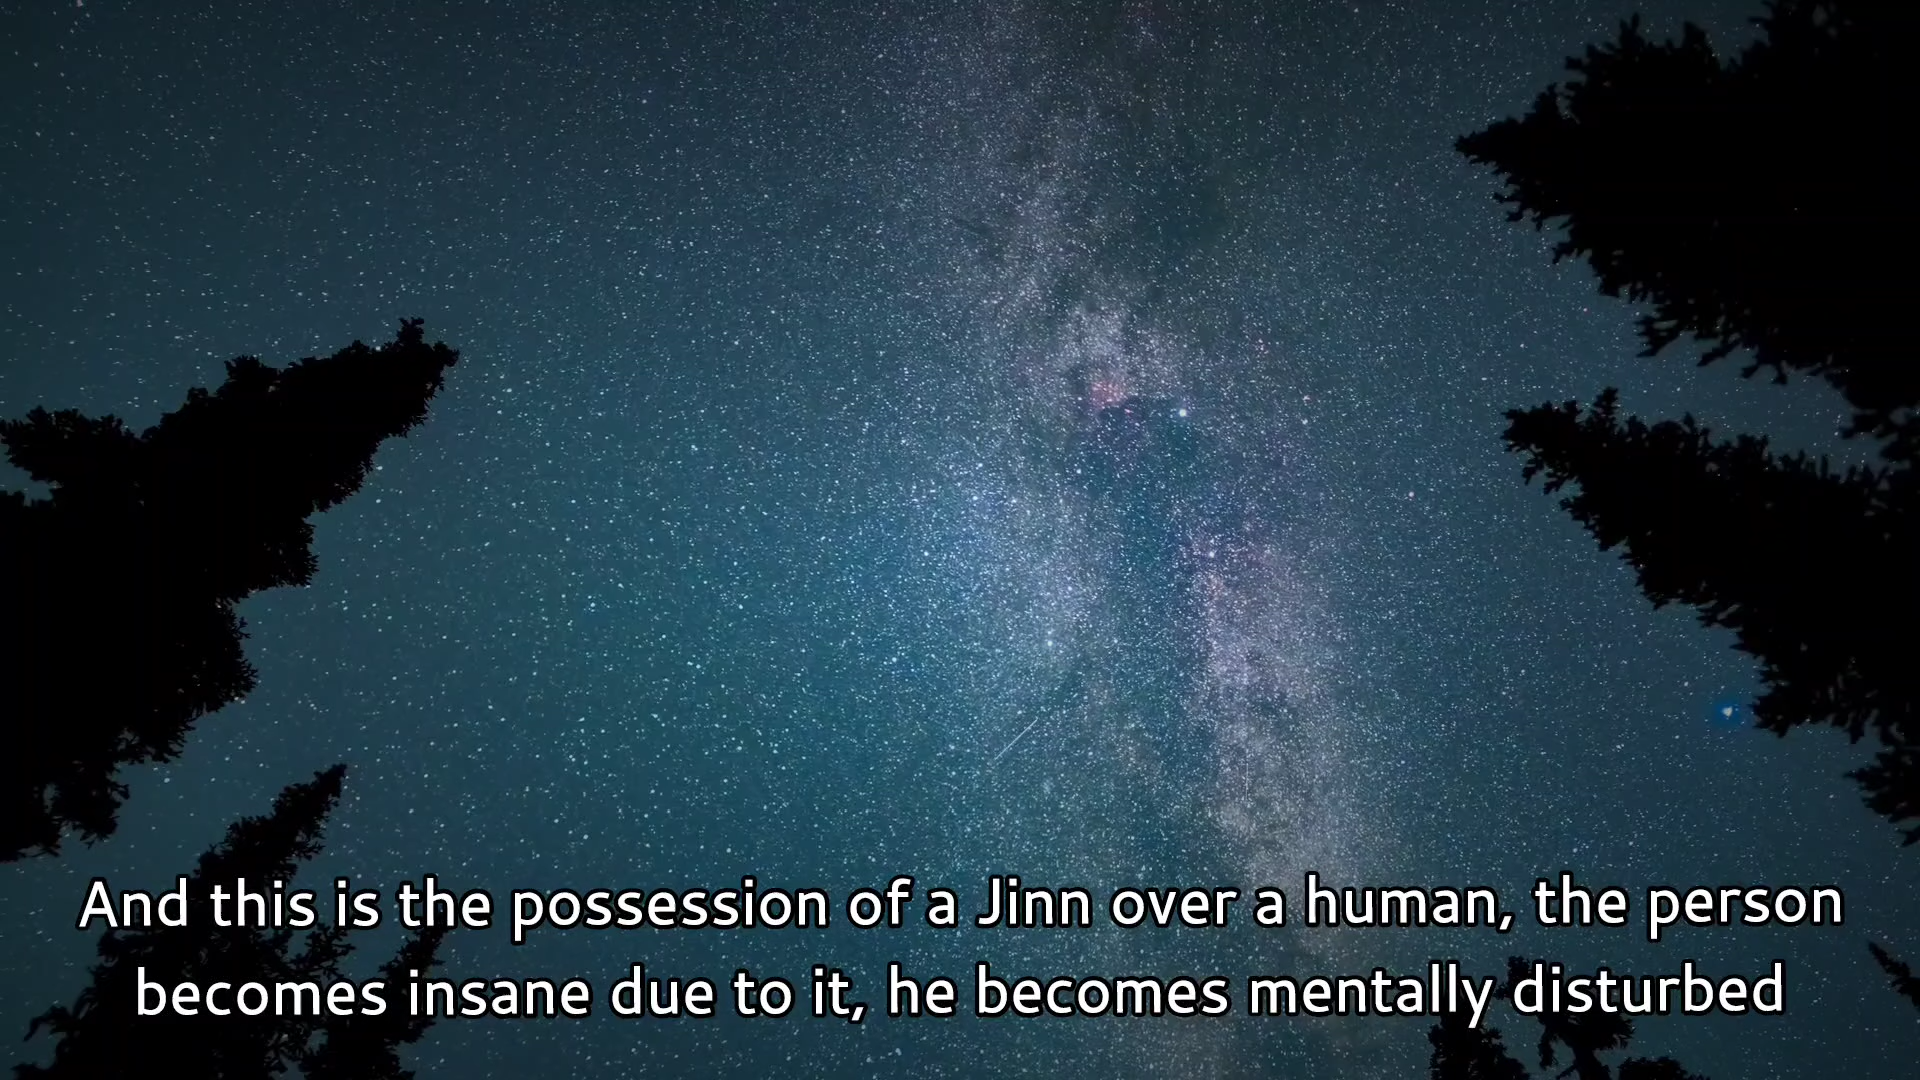 And this is the possession of a Jinn over a human, the person
becomes insane due to it, he becomes mentally disturbed